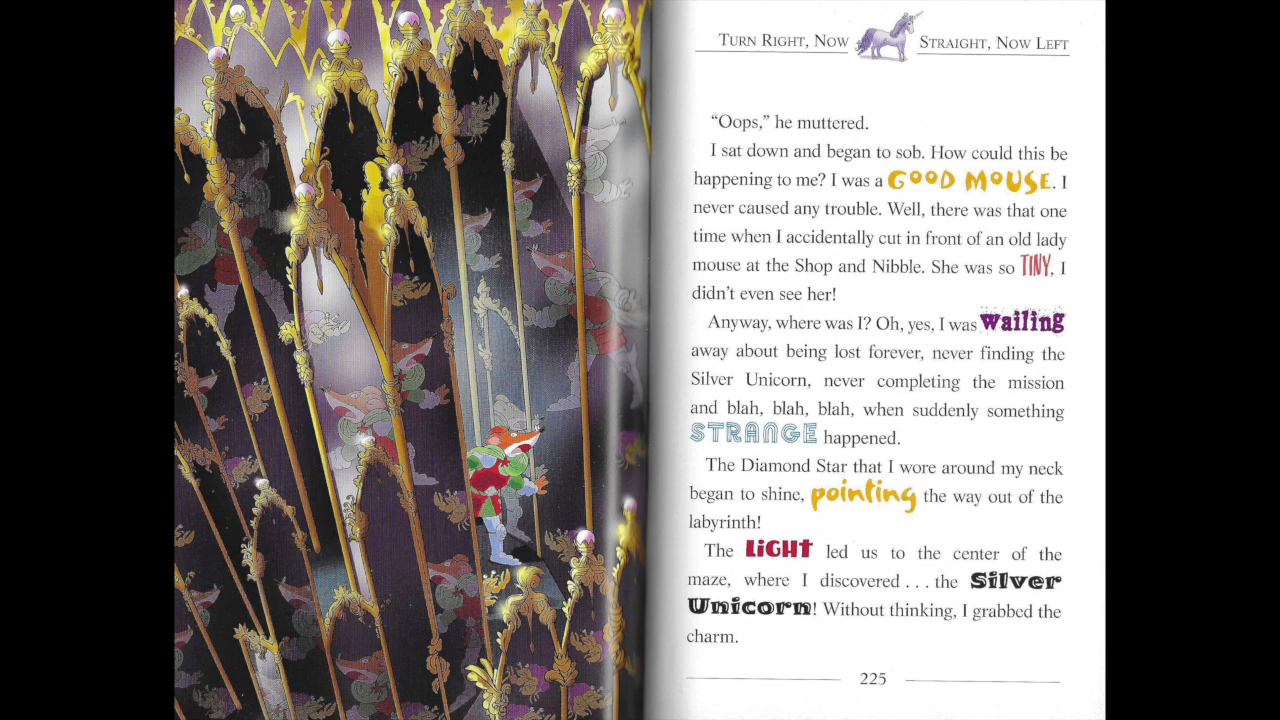 Turn Right, Now Straight, Now Left
“Oops,” he muttered.
I sat down and began to sob. How could this be
happening to me? I was a GOOD MOUSE. I
never caused any trouble. Well, there was that one
time when I accidentally cut in front of an old lady
mouse at the Shop and Nibble. She was so TINY, I
didn’t even see her!
Anyway, where was I? Oh, yes, I was wailing
away about being lost forever, never finding the
Silver Unicorn, never completing the mission
and blah, blah, blah, when suddenly something
STRANGE happened.
The Diamond Star that I wore around my neck
began to shine, pointing the way out of the
labyrinth!
The LiGHt led us to the center of the
maze, where I discovered . . . the Silver
Unicorn! Without thinking, I grabbed the
charm.
225